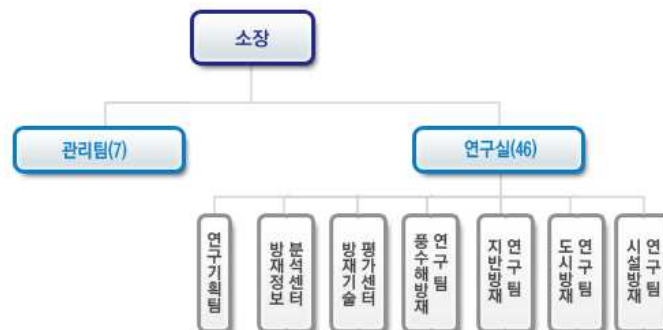 소장
관리팀(7)
연구실(46)
연구기획팀
방재정보
분석센터
방재기술
평가센터
풍수해방재
연구팀
지반방재
연구팀
도시방재
연구팀
시설방재
연구팀